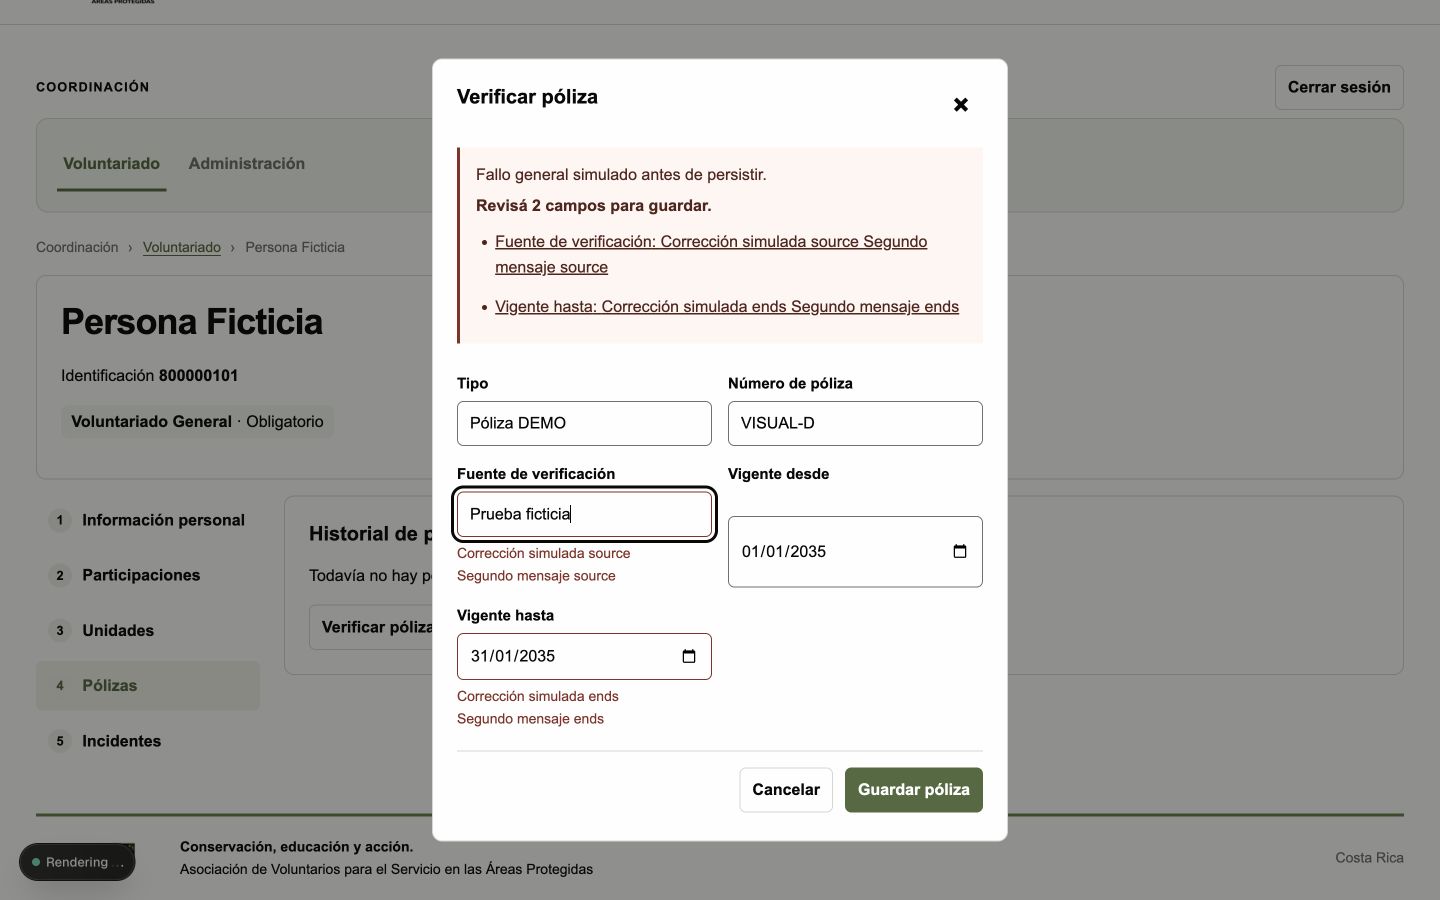 ÁREAS PROTEGIDAS
COORDINACIÓN
Cerrar sesión
Voluntariado
Administración
Coordinación › Voluntariado › Persona Ficticia
Persona Ficticia
Identificación 800000101
Voluntariado General · Obligatorio
1 Información personal
2 Participaciones
3 Unidades
4 Pólizas
5 Incidentes
Historial de p
Todavía no hay p
Verificar póliza
Verificar póliza
Fallo general simulado antes de persistir.
Revisá 2 campos para guardar.
• Fuente de verificación: Corrección simulada source Segundo
mensaje source
• Vigente hasta: Corrección simulada ends Segundo mensaje ends
Tipo
Póliza DEMO
Número de póliza
VISUAL-D
Fuente de verificación
Prueba ficticia
Corrección simulada source
Segundo mensaje source
Vigente desde
01/01/2035
Vigente hasta
31/01/2035
Corrección simulada ends
Segundo mensaje ends
Cancelar
Guardar póliza
Rendering ...
Conservación, educación y acción.
Asociación de Voluntarios para el Servicio en las Áreas Protegidas
Costa Rica